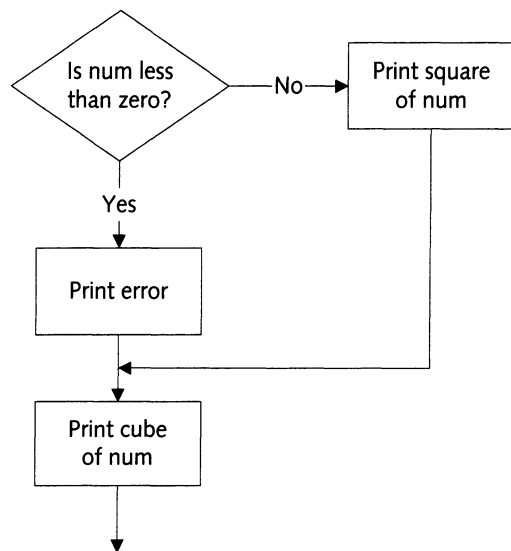 Is num less
than zero?
No
Print square
of num
Yes
Print error
Print cube
of num